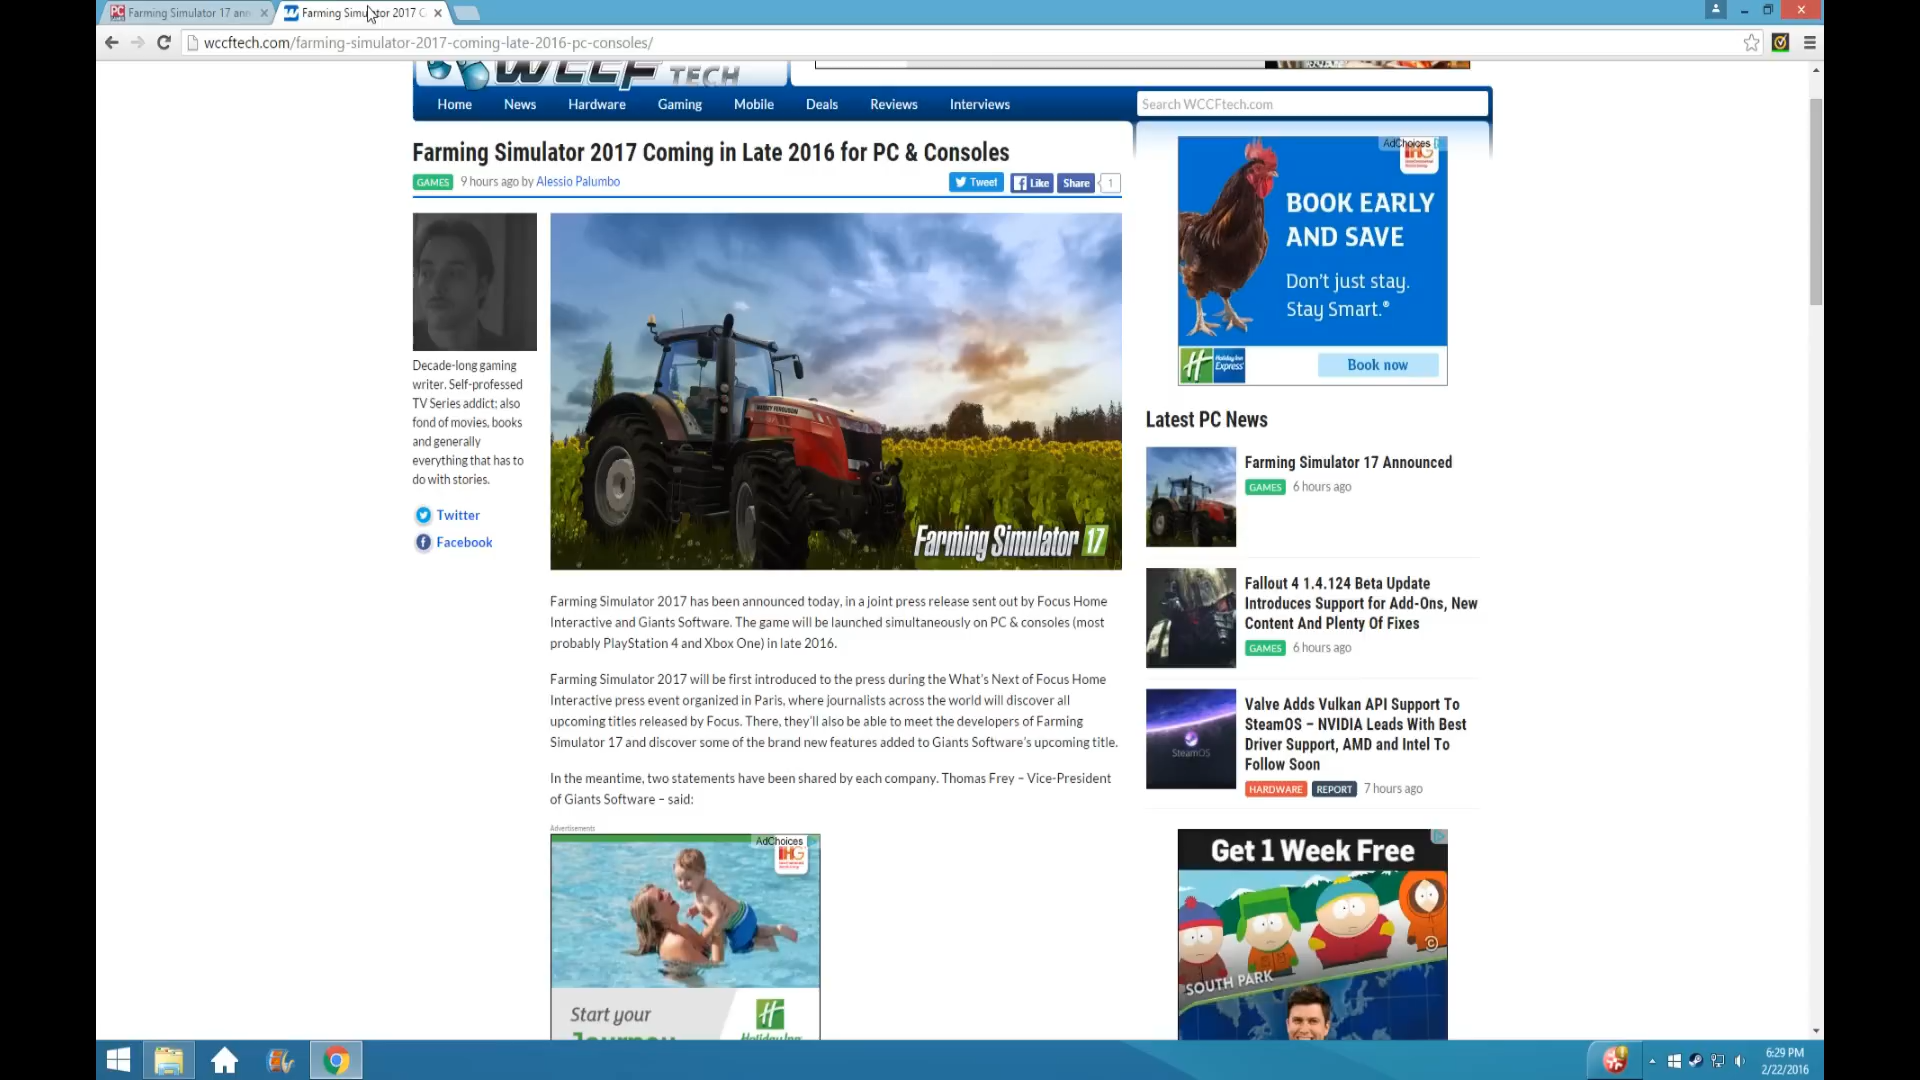 Farming Simulator 17 ann
Farming Simulator 2017 C
wccftech.com/farming-simulator-2017-coming-late-2016-pc-consoles/
WCCF TECH
Home News Hardware Gaming Mobile Deals Reviews Interviews
Search WCCFtech.com
Farming Simulator 2017 Coming in Late 2016 for PC & Consoles
GAMES 9 hours ago by Alessio Palumbo
Tweet Like Share 1
Decade-long gaming
writer. Self-professed
TV Series addict; also
fond of movies, books
and generally
everything that has to
do with stories.
Twitter
Facebook
MASSEY FERGUSON
Farming Simulator 17
Farming Simulator 2017 has been announced today, in a joint press release sent out by Focus Home
Interactive and Giants Software. The game will be launched simultaneously on PC & consoles (most
probably PlayStation 4 and Xbox One) in late 2016.
Farming Simulator 2017 will be first introduced to the press during the What's Next of Focus Home
Interactive press event organized in Paris, where journalists across the world will discover all
upcoming titles released by Focus. There, they'll also be able to meet the developers of Farming
Simulator 17 and discover some of the brand new features added to Giants Software's upcoming title.
In the meantime, two statements have been shared by each company. Thomas Frey – Vice-President
of Giants Software – said:
Advertisements
AdChoices
IHG
Start your
Journey
Holiday Inn
AdChoices
IHG
BOOK EARLY
AND SAVE
Don't just stay.
Stay Smart.®
Holiday Inn
Express
Book now
Latest PC News
Farming Simulator 17 Announced
GAMES 6 hours ago
Fallout 4 1.4.124 Beta Update
Introduces Support for Add-Ons, New
Content And Plenty Of Fixes
GAMES 6 hours ago
SteamOS
Valve Adds Vulkan API Support To
SteamOS – NVIDIA Leads With Best
Driver Support, AMD and Intel To
Follow Soon
HARDWARE REPORT 7 hours ago
Get 1 Week Free
SOUTH PARK
6:29 PM
2/22/2016